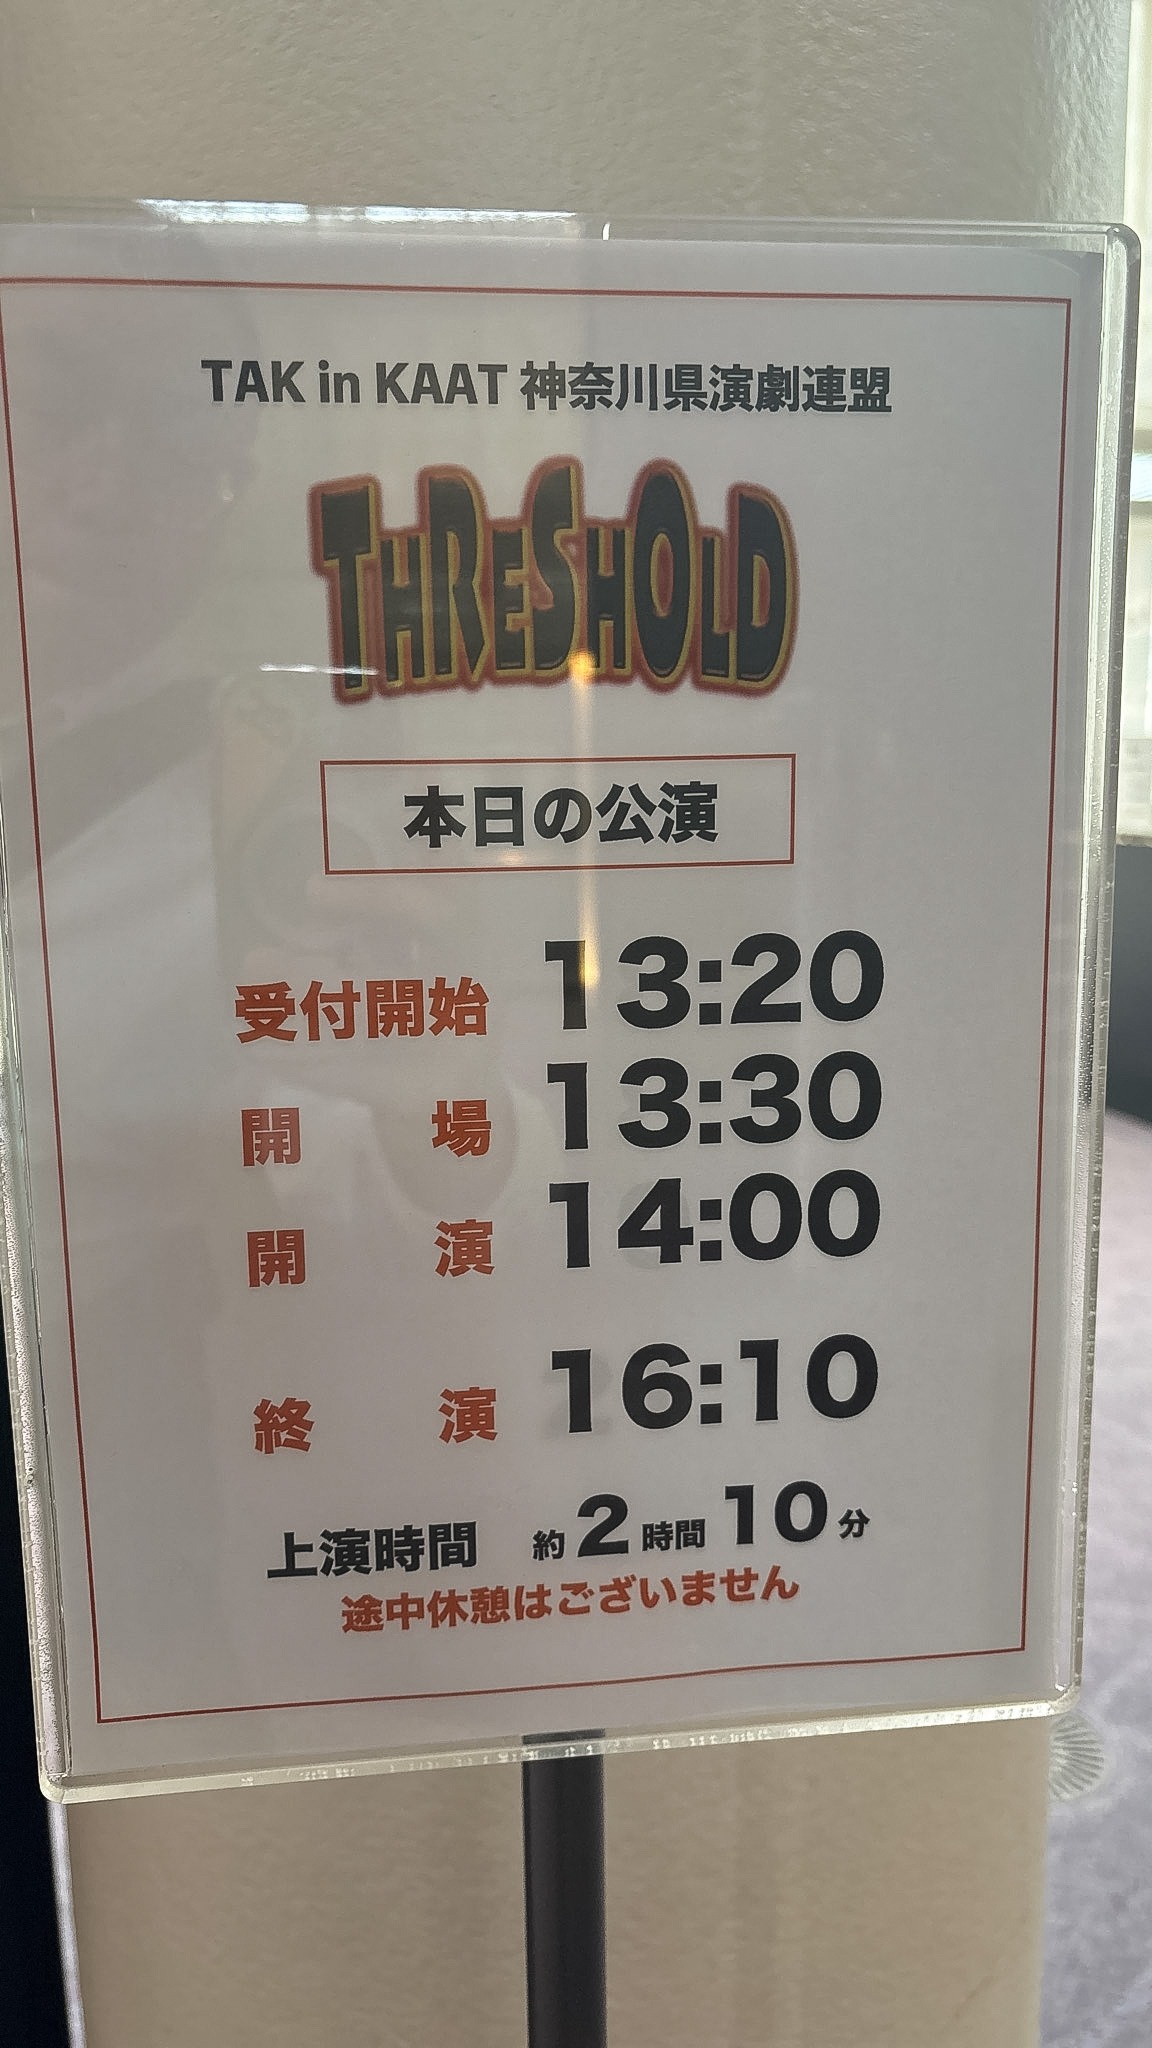 TAK in KAAT 神奈川県演劇連盟
THRESHOLD
本日の公演
受付開始 13:20
開場 13:30
開演 14:00
終演 16:10
上演時間 約2時間10分
途中休憩はございません